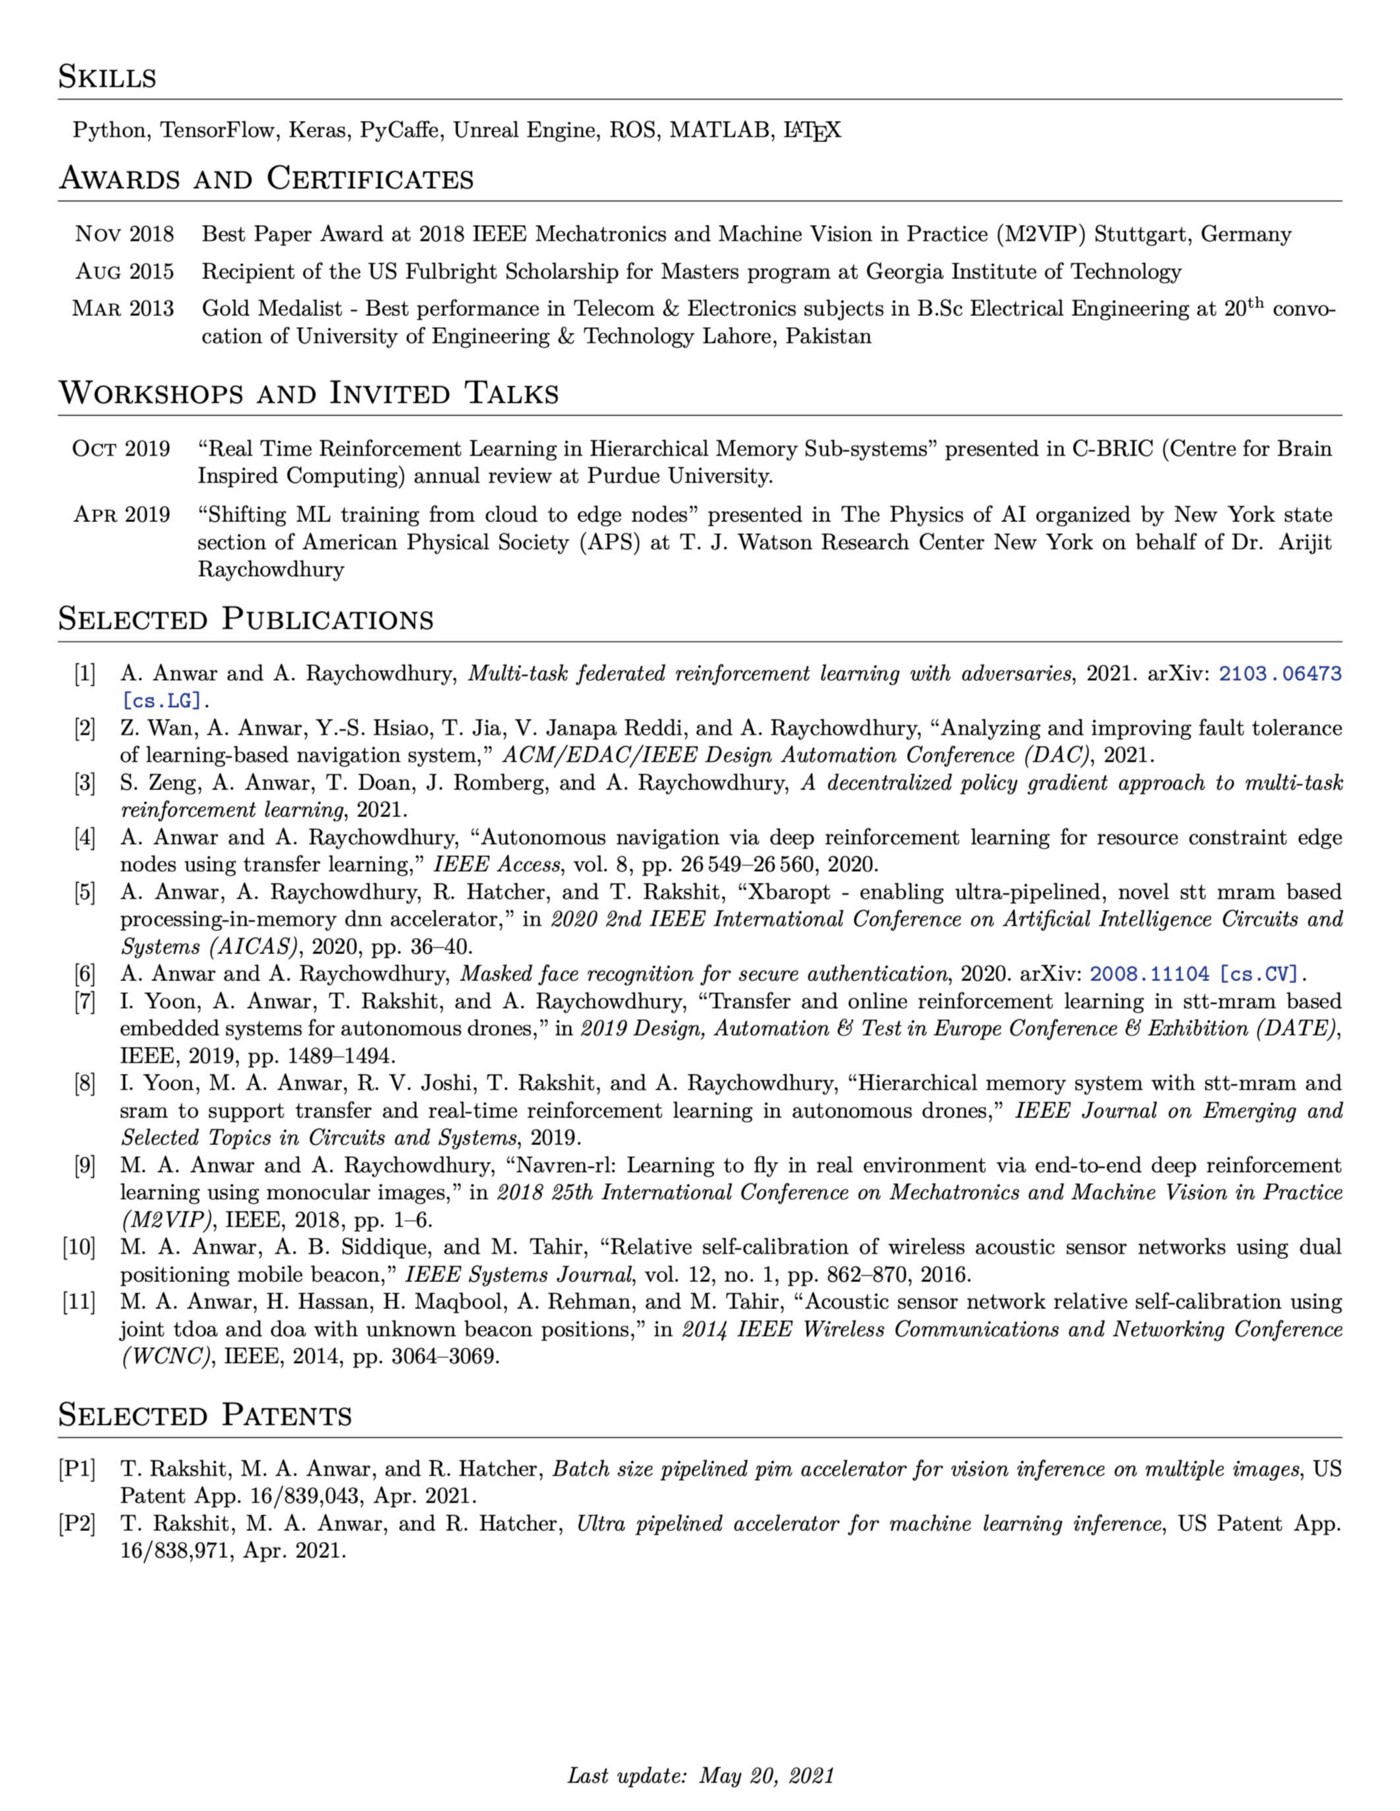 SKILLS
Python, TensorFlow, Keras, PyCaffe, Unreal Engine, ROS, MATLAB, LATEX
AWARDS AND CERTIFICATES
NOV 2018 Best Paper Award at 2018 IEEE Mechatronics and Machine Vision in Practice (M2VIP) Stuttgart, Germany
AUG 2015 Recipient of the US Fulbright Scholarship for Masters program at Georgia Institute of Technology
MAR 2013 Gold Medalist - Best performance in Telecom & Electronics subjects in B.Sc Electrical Engineering at 20th convo-
cation of University of Engineering & Technology Lahore, Pakistan
WORKSHOPS AND INVITED TALKS
OCT 2019 “Real Time Reinforcement Learning in Hierarchical Memory Sub-systems” presented in C-BRIC (Centre for Brain
Inspired Computing) annual review at Purdue University.
APR 2019 “Shifting ML training from cloud to edge nodes” presented in The Physics of AI organized by New York state
section of American Physical Society (APS) at T. J. Watson Research Center New York on behalf of Dr. Arijit
Raychowdhury
SELECTED PUBLICATIONS
[1] A. Anwar and A. Raychowdhury, Multi-task federated reinforcement learning with adversaries, 2021. arXiv: 2103.06473
[cs.LG].
[2] Z. Wan, A. Anwar, Y.-S. Hsiao, T. Jia, V. Janapa Reddi, and A. Raychowdhury, “Analyzing and improving fault tolerance
of learning-based navigation system,” ACM/EDAC/IEEE Design Automation Conference (DAC), 2021.
[3] S. Zeng, A. Anwar, T. Doan, J. Romberg, and A. Raychowdhury, A decentralized policy gradient approach to multi-task
reinforcement learning, 2021.
[4] A. Anwar and A. Raychowdhury, “Autonomous navigation via deep reinforcement learning for resource constraint edge
nodes using transfer learning,” IEEE Access, vol. 8, pp. 26 549–26 560, 2020.
[5] A. Anwar, A. Raychowdhury, R. Hatcher, and T. Rakshit, “Xbaropt - enabling ultra-pipelined, novel stt mram based
processing-in-memory dnn accelerator,” in 2020 2nd IEEE International Conference on Artificial Intelligence Circuits and
Systems (AICAS), 2020, pp. 36–40.
[6] A. Anwar and A. Raychowdhury, Masked face recognition for secure authentication, 2020. arXiv: 2008.11104 [cs.CV].
[7] I. Yoon, A. Anwar, T. Rakshit, and A. Raychowdhury, “Transfer and online reinforcement learning in stt-mram based
embedded systems for autonomous drones,” in 2019 Design, Automation & Test in Europe Conference & Exhibition (DATE),
IEEE, 2019, pp. 1489–1494.
[8] I. Yoon, M. A. Anwar, R. V. Joshi, T. Rakshit, and A. Raychowdhury, “Hierarchical memory system with stt-mram and
sram to support transfer and real-time reinforcement learning in autonomous drones,” IEEE Journal on Emerging and
Selected Topics in Circuits and Systems, 2019.
[9] M. A. Anwar and A. Raychowdhury, “Navren-rl: Learning to fly in real environment via end-to-end deep reinforcement
learning using monocular images,” in 2018 25th International Conference on Mechatronics and Machine Vision in Practice
(M2VIP), IEEE, 2018, pp. 1–6.
[10] M. A. Anwar, A. B. Siddique, and M. Tahir, “Relative self-calibration of wireless acoustic sensor networks using dual
positioning mobile beacon,” IEEE Systems Journal, vol. 12, no. 1, pp. 862–870, 2016.
[11] M. A. Anwar, H. Hassan, H. Maqbool, A. Rehman, and M. Tahir, “Acoustic sensor network relative self-calibration using
joint tdoa and doa with unknown beacon positions,” in 2014 IEEE Wireless Communications and Networking Conference
(WCNC), IEEE, 2014, pp. 3064–3069.
SELECTED PATENTS
[P1] T. Rakshit, M. A. Anwar, and R. Hatcher, Batch size pipelined pim accelerator for vision inference on multiple images, US
Patent App. 16/839,043, Apr. 2021.
[P2] T. Rakshit, M. A. Anwar, and R. Hatcher, Ultra pipelined accelerator for machine learning inference, US Patent App.
16/838,971, Apr. 2021.
Last update: May 20, 2021